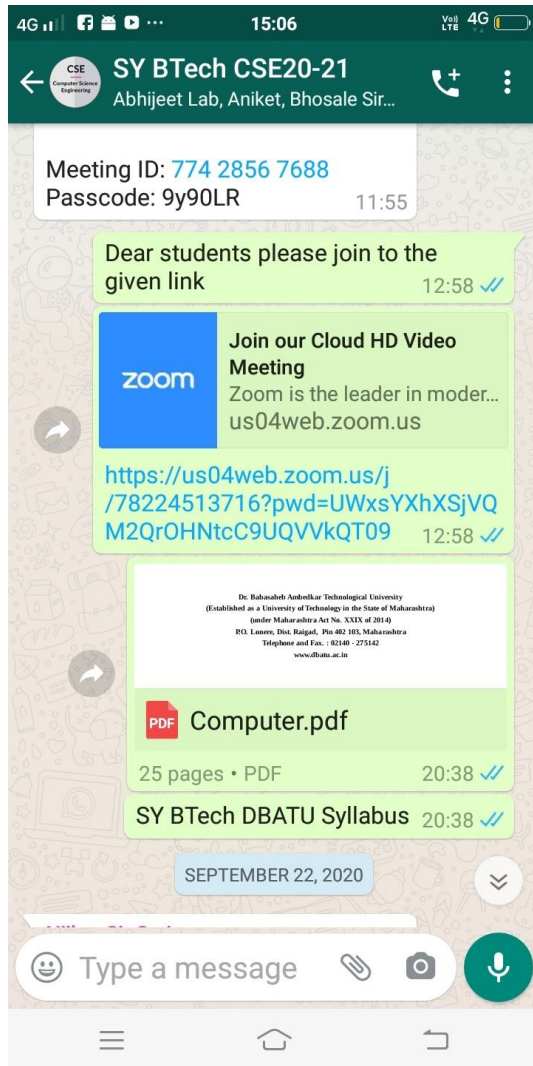 4G 15:06 Vo)) LTE 4G
CSE
Computer Science
Engineering
SY BTech CSE20-21
Abhijeet Lab, Aniket, Bhosale Sir...
Meeting ID: 774 2856 7688
Passcode: 9y90LR 11:55
Dear students please join to the
given link 12:58
zoom
Join our Cloud HD Video
Meeting
Zoom is the leader in moder...
us04web.zoom.us
https://us04web.zoom.us/j
/78224513716?pwd=UWxsYXhXSjVQ
M2QrOHNtcC9UQVVkQT09 12:58
Dr. Babasaheb Ambedkar Technological University
(Established as a University of Technology in the State of Maharashtra)
(under Maharashtra Act No. XXIX of 2014)
P.O. Lonere, Dist. Raigad, Pin 402 103, Maharashtra
Telephone and Fax. : 02140 - 275142
www.dbatu.ac.in
PDF Computer.pdf
25 pages • PDF 20:38
SY BTech DBATU Syllabus 20:38
SEPTEMBER 22, 2020
Type a message